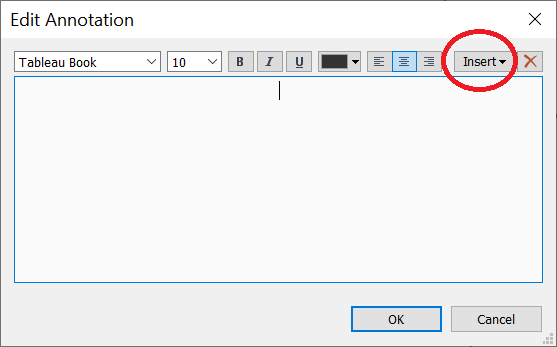 Edit Annotation
Tableau Book 10 B I U Insert
OK Cancel